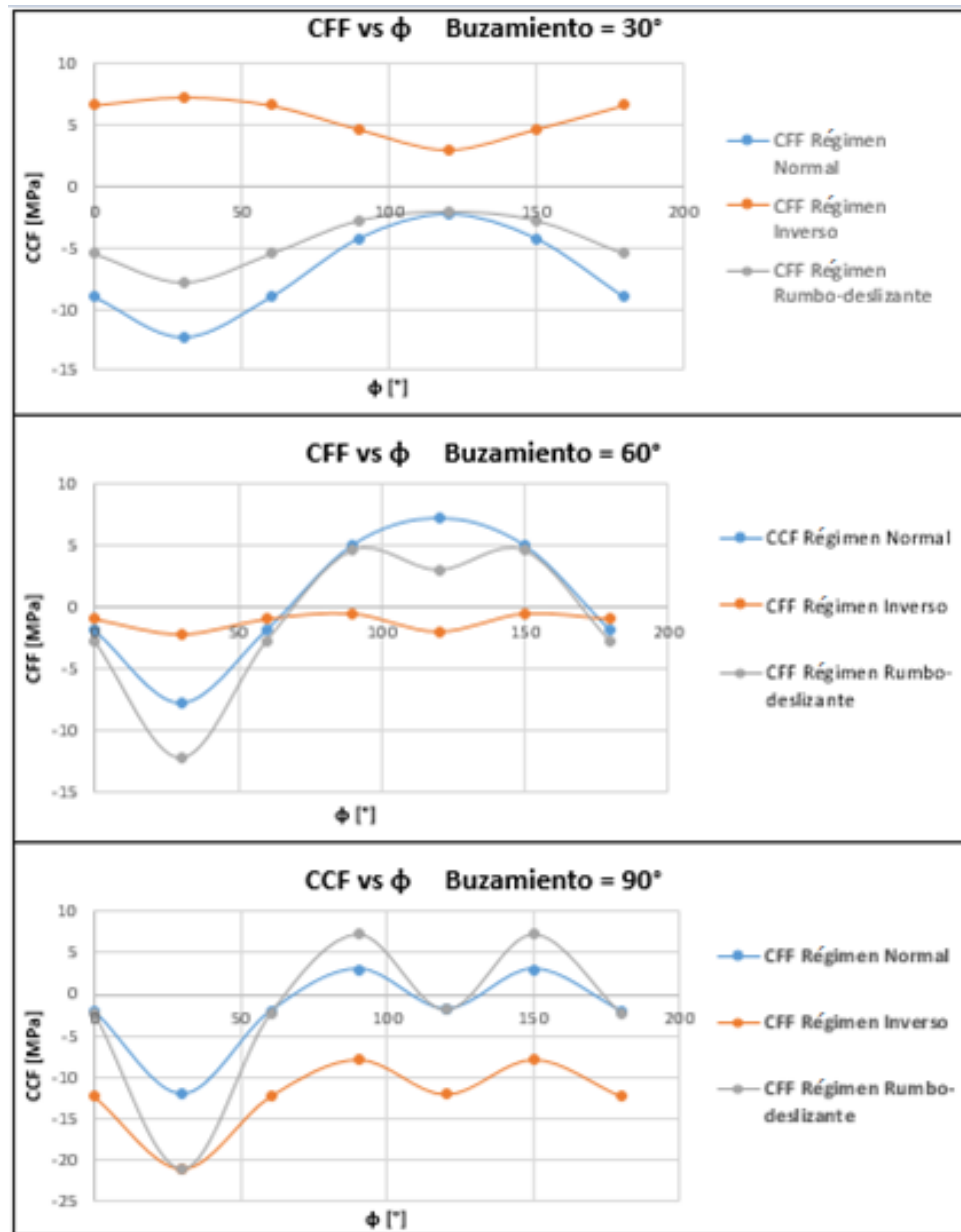 CFF vs ϕ Buzamiento = 30°
10
5
0
-5
-10
-15
0
50
100
150
200
CCF [MPa]
ϕ [°]
CFF Régimen
Normal
CFF Régimen
Inverso
CFF Régimen
Rumbo-deslizante
CFF vs ϕ Buzamiento = 60°
10
5
0
-5
-10
-15
0
50
100
150
200
CFF [MPa]
ϕ [°]
CCF Régimen Normal
CFF Régimen Inverso
CFF Régimen Rumbo-
deslizante
CCF vs ϕ Buzamiento = 90°
10
5
0
-5
-10
-15
-20
-25
0
50
100
150
200
CCF [MPa]
ϕ [°]
CFF Régimen Normal
CFF Régimen Inverso
CFF Régimen Rumbo-
deslizante